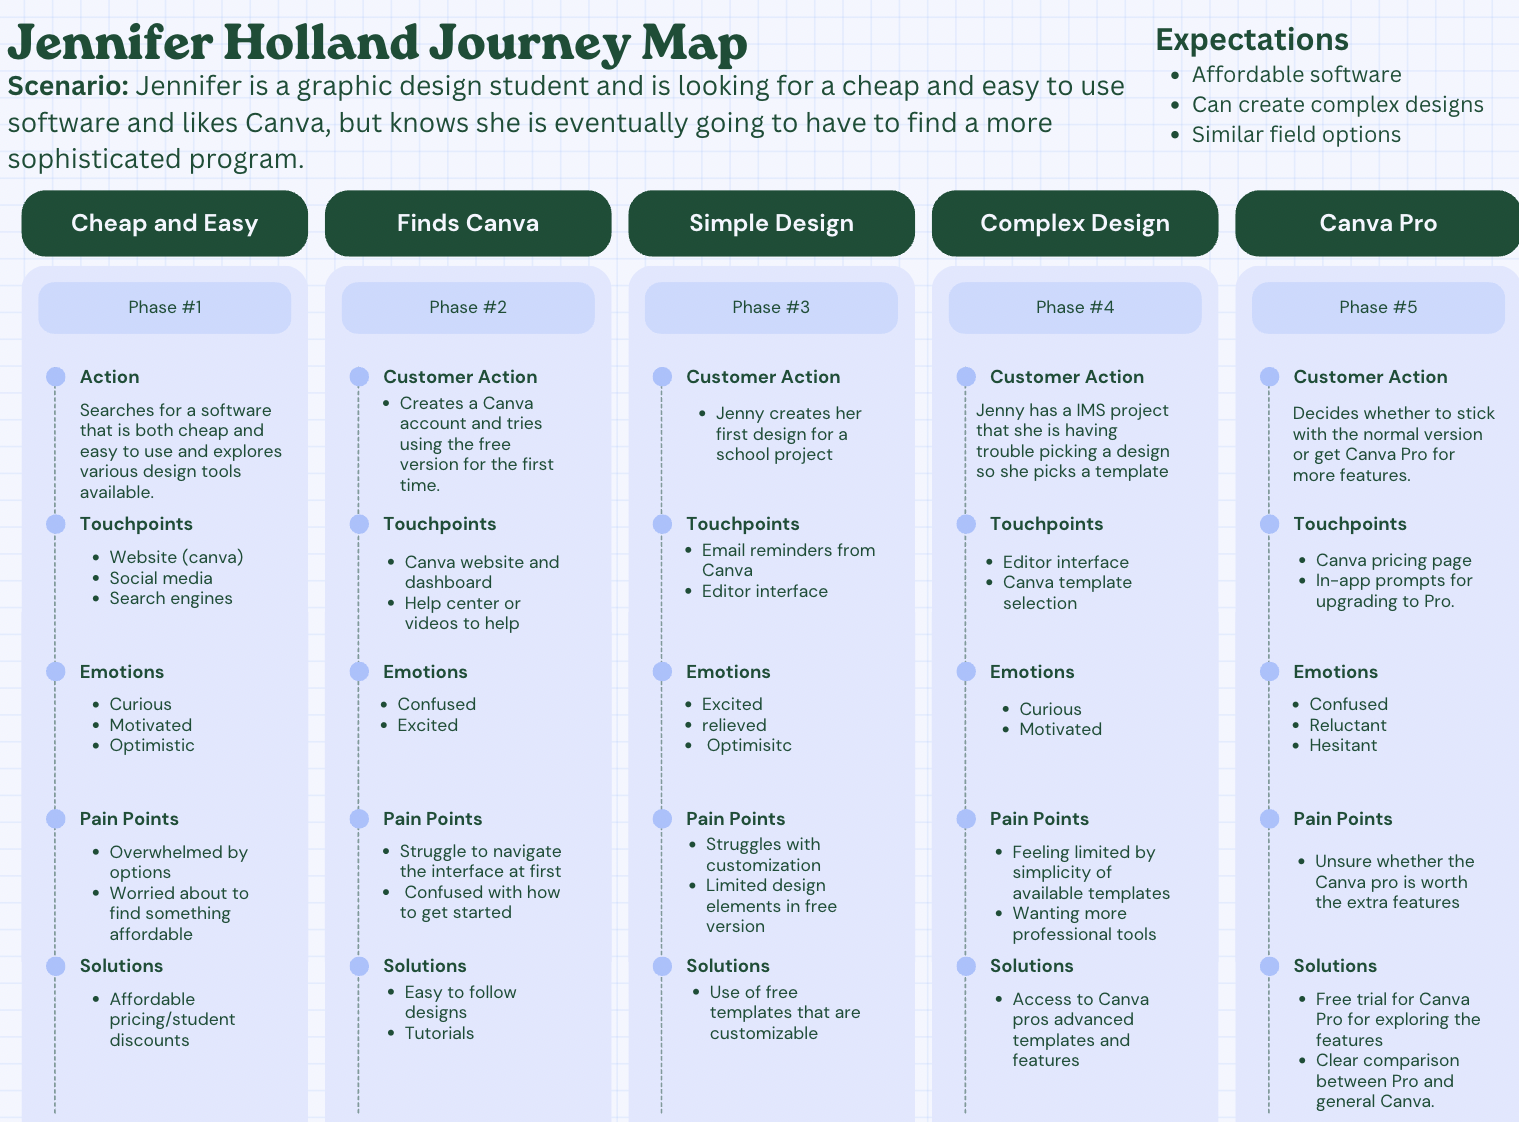 Jennifer Holland Journey Map
Scenario: Jennifer is a graphic design student and is looking for a cheap and easy to use
software and likes Canva, but knows she is eventually going to have to find a more
sophisticated program.
Expectations
• Affordable software
• Can create complex designs
• Similar field options
Cheap and Easy
Phase #1
Action
Searches for a software
that is both cheap and
easy to use and explores
various design tools
available.
Touchpoints
• Website (canva)
• Social media
• Search engines
Emotions
• Curious
• Motivated
• Optimistic
Pain Points
• Overwhelmed by
options
• Worried about to
find something
affordable
Solutions
• Affordable
pricing/student
discounts
Finds Canva
Phase #2
Customer Action
• Creates a Canva
account and tries
using the free
version for the first
time.
Touchpoints
• Canva website and
dashboard
• Help center or
videos to help
Emotions
• Confused
• Excited
Pain Points
• Struggle to navigate
the interface at first
• Confused with how
to get started
Solutions
• Easy to follow
designs
• Tutorials
Simple Design
Phase #3
Customer Action
• Jenny creates her
first design for a
school project
Touchpoints
• Email reminders from
Canva
• Editor interface
Emotions
• Excited
• relieved
• Optimisitc
Pain Points
• Struggles with
customization
• Limited design
elements in free
version
Solutions
• Use of free
templates that are
customizable
Complex Design
Phase #4
Customer Action
Jenny has a IMS project
that she is having
trouble picking a design
so she picks a template
Touchpoints
• Editor interface
• Canva template
selection
Emotions
• Curious
• Motivated
Pain Points
• Feeling limited by
simplicity of
available templates
• Wanting more
professional tools
Solutions
• Access to Canva
pros advanced
templates and
features
Canva Pro
Phase #5
Customer Action
Decides whether to stick
with the normal version
or get Canva Pro for
more features.
Touchpoints
• Canva pricing page
• In-app prompts for
upgrading to Pro.
Emotions
• Confused
• Reluctant
• Hesitant
Pain Points
• Unsure whether the
Canva pro is worth
the extra features
Solutions
• Free trial for Canva
Pro for exploring the
features
• Clear comparison
between Pro and
general Canva.